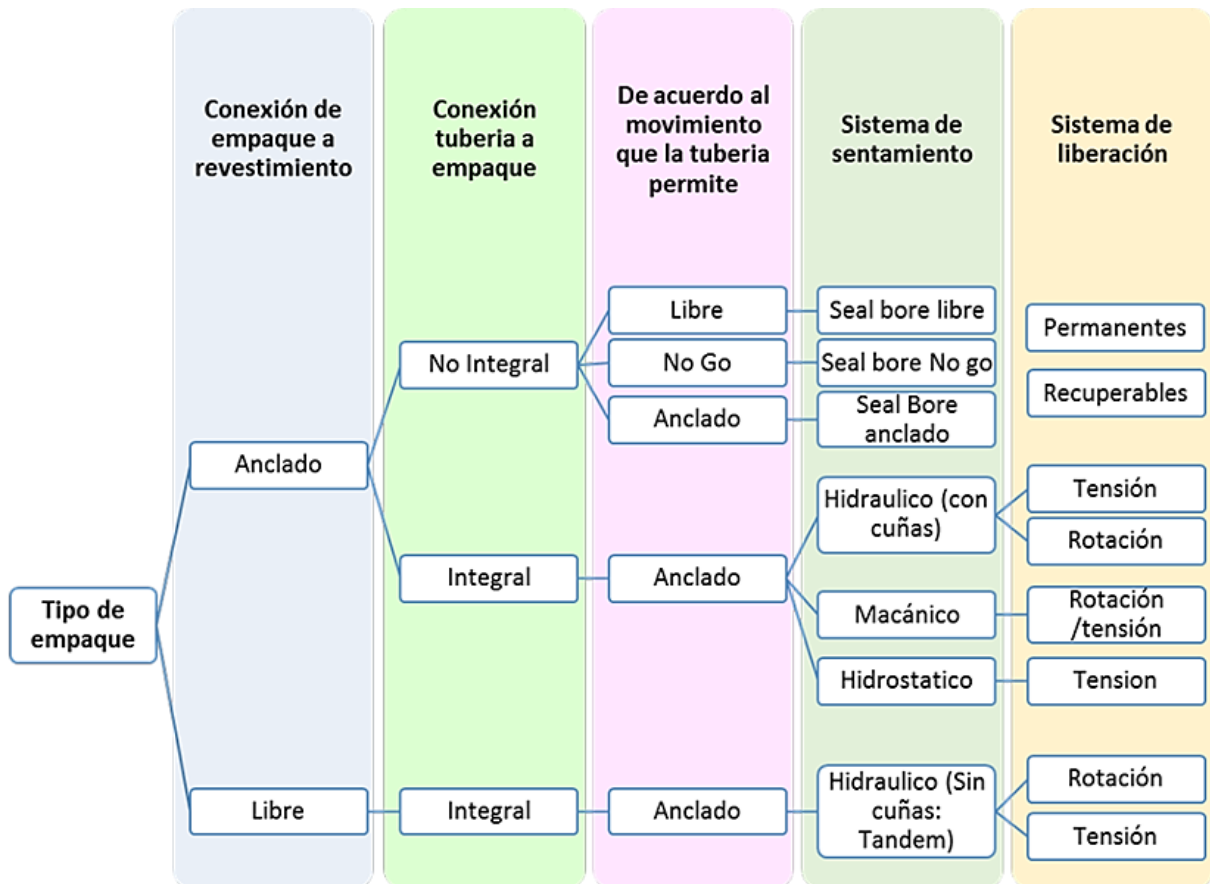 Conexión de
empaque a
revestimiento
Conexión
tuberia a
empaque
De acuerdo al
movimiento
que la tuberia
permite
Sistema de
sentamiento
Sistema de
liberación
Tipo de
empaque
Anclado
Libre
No Integral
Integral
Integral
Libre
No Go
Anclado
Anclado
Anclado
Seal bore libre
Seal bore No go
Seal Bore
anclado
Hidraulico (con
cuñas)
Macánico
Hidrostatico
Hidraulico (Sin
cuñas:
Tandem)
Permanentes
Recuperables
Tensión
Rotación
Rotación
/tensión
Tension
Rotación
Tensión